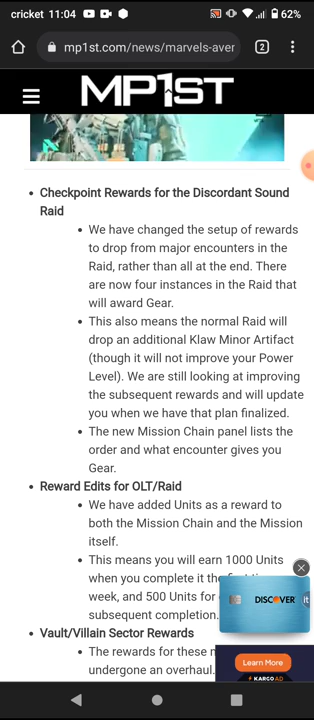 cricket 11:04 62%
mp1st.com/news/marvels-aver 2
MP1ST
• Checkpoint Rewards for the Discordant Sound
Raid
• We have changed the setup of rewards
to drop from major encounters in the
Raid, rather than all at the end. There
are now four instances in the Raid that
will award Gear.
• This also means the normal Raid will
drop an additional Klaw Minor Artifact
(though it will not improve your Power
Level). We are still looking at improving
the subsequent rewards and will update
you when we have that plan finalized.
• The new Mission Chain panel lists the
order and what encounter gives you
Gear.
• Reward Edits for OLT/Raid
• We have added Units as a reward to
both the Mission Chain and the Mission
itself.
• This means you will earn 1000 Units
when you complete it the
week, and 500 Units for
subsequent completion.
DISCOVER it
• Vault/Villain Sector Rewards
• The rewards for these
undergone an overhaul.
Learn More
KARGO AD